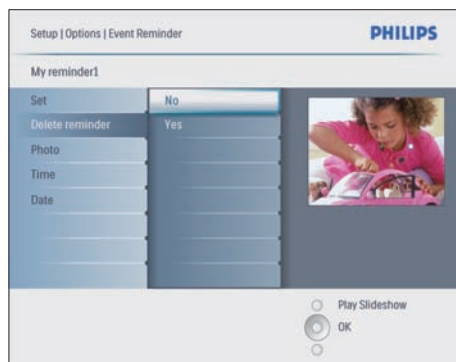 Setup | Options | Event Reminder
PHILIPS
My reminder1
Set
No
Delete reminder
Yes
Photo
Time
Date
Play Slideshow
OK